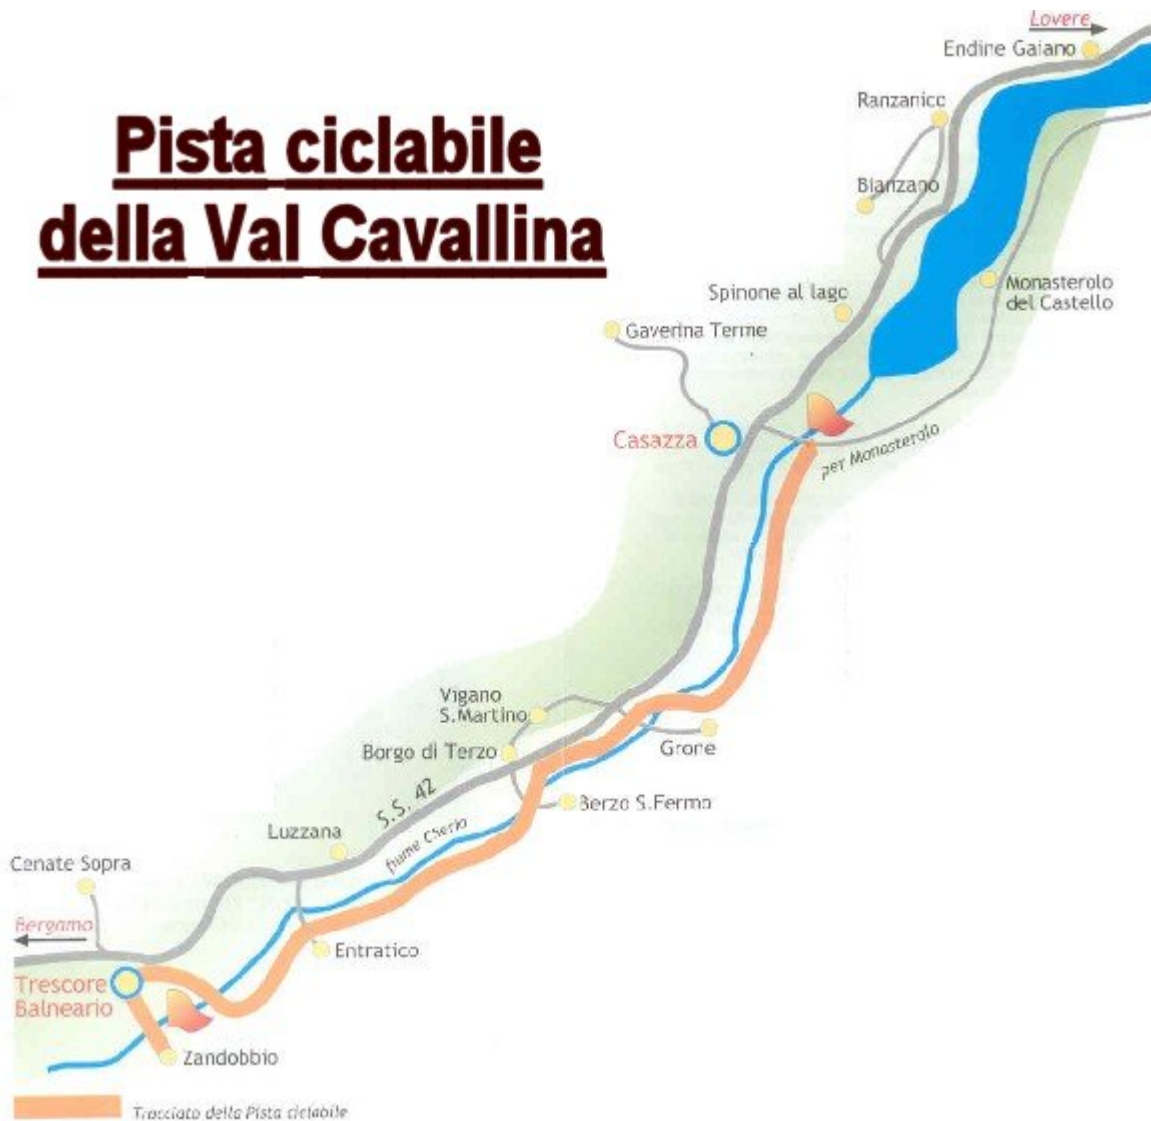 Lovere
Endine Gaiano
Ranzanico
Pista ciclabile
della Val Cavallina
Bianzano
Spinone al lago
Monasterolo
del Castello
Gaverina Terme
Casazza
per Monasterolo
Vigano
S.Martino
Borgo di Terzo
Grone
S.S. 42
Berzo S.Fermo
Luzzana
fiume Cherio
Cenate Sopra
Bergamo
Entratico
Trescore
Balneario
Zandobbio
Tracciato della Pista ciclabile